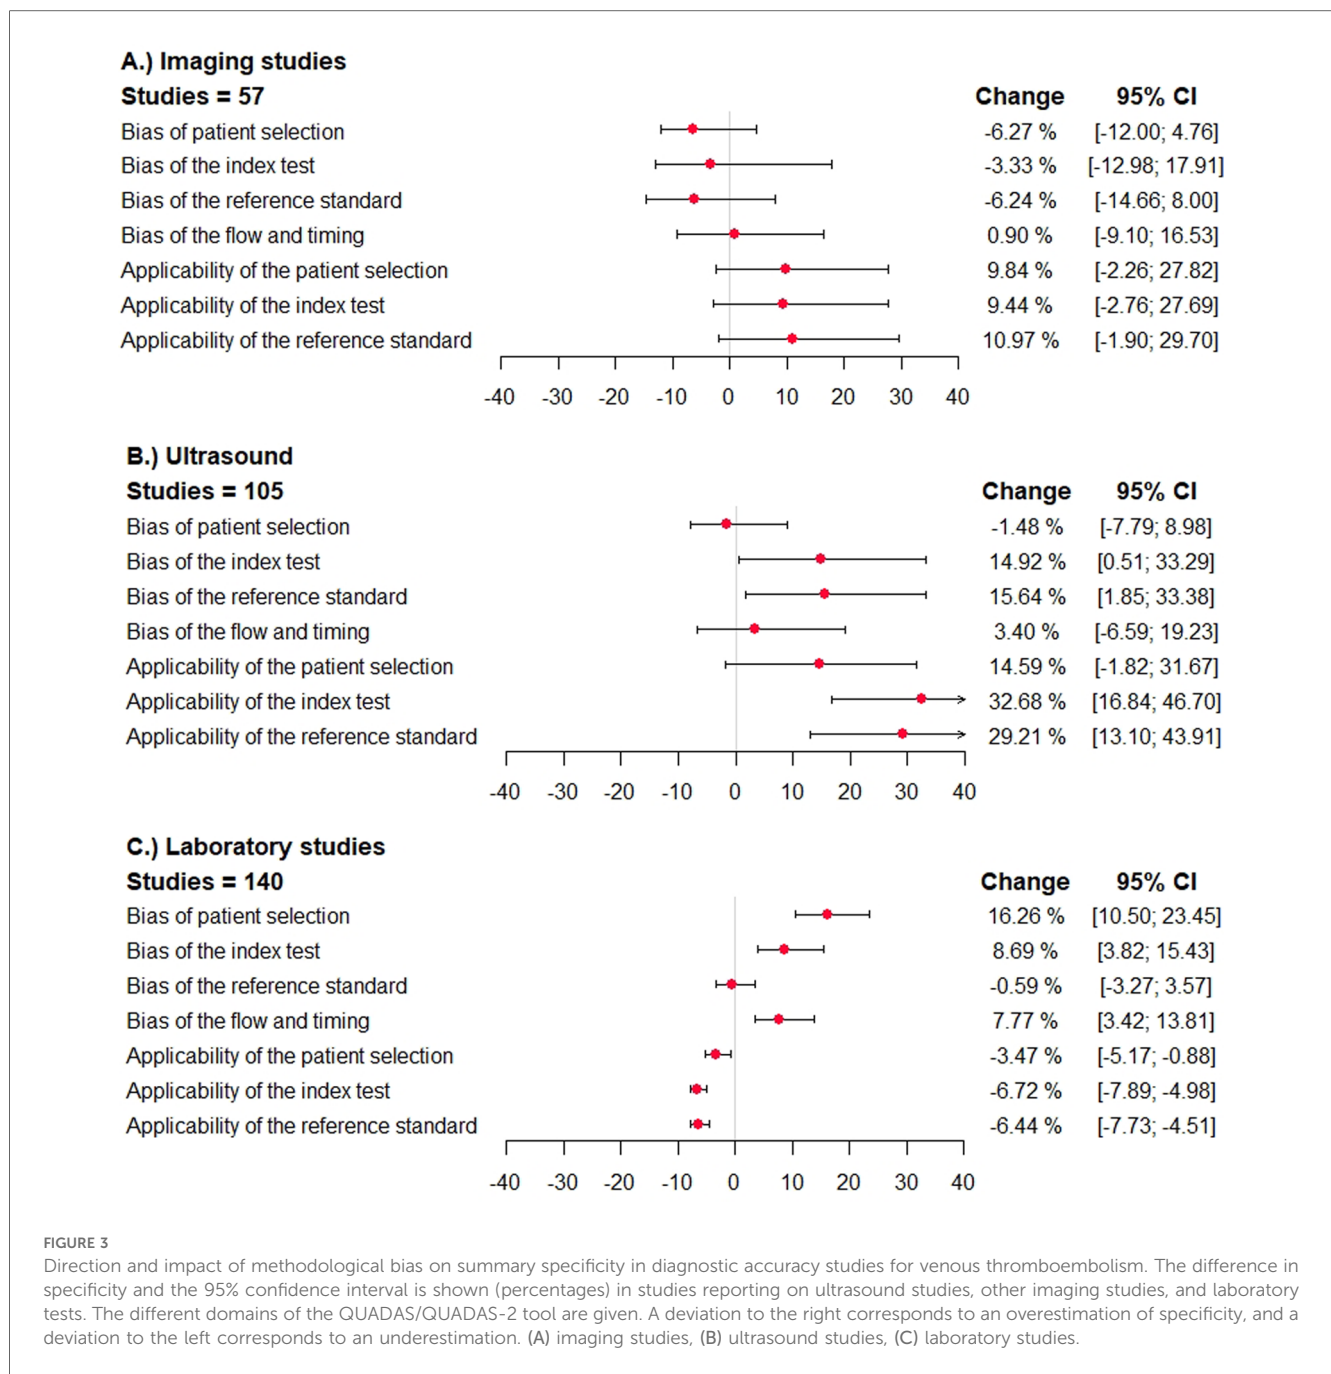 A.) Imaging studies
Studies = 57 Change 95% CI
Bias of patient selection -6.27 % [-12.00; 4.76]
Bias of the index test -3.33 % [-12.98; 17.91]
Bias of the reference standard -6.24 % [-14.66; 8.00]
Bias of the flow and timing 0.90 % [-9.10; 16.53]
Applicability of the patient selection 9.84 % [-2.26; 27.82]
Applicability of the index test 9.44 % [-2.76; 27.69]
Applicability of the reference standard 10.97 % [-1.90; 29.70]
-40 -30 -20 -10 0 10 20 30 40
B.) Ultrasound
Studies = 105 Change 95% CI
Bias of patient selection -1.48 % [-7.79; 8.98]
Bias of the index test 14.92 % [0.51; 33.29]
Bias of the reference standard 15.64 % [1.85; 33.38]
Bias of the flow and timing 3.40 % [-6.59; 19.23]
Applicability of the patient selection 14.59 % [-1.82; 31.67]
Applicability of the index test 32.68 % [16.84; 46.70]
Applicability of the reference standard 29.21 % [13.10; 43.91]
-40 -30 -20 -10 0 10 20 30 40
C.) Laboratory studies
Studies = 140 Change 95% CI
Bias of patient selection 16.26 % [10.50; 23.45]
Bias of the index test 8.69 % [3.82; 15.43]
Bias of the reference standard -0.59 % [-3.27; 3.57]
Bias of the flow and timing 7.77 % [3.42; 13.81]
Applicability of the patient selection -3.47 % [-5.17; -0.88]
Applicability of the index test -6.72 % [-7.89; -4.98]
Applicability of the reference standard -6.44 % [-7.73; -4.51]
-40 -30 -20 -10 0 10 20 30 40
FIGURE 3
Direction and impact of methodological bias on summary specificity in diagnostic accuracy studies for venous thromboembolism. The difference in
specificity and the 95% confidence interval is shown (percentages) in studies reporting on ultrasound studies, other imaging studies, and laboratory
tests. The different domains of the QUADAS/QUADAS-2 tool are given. A deviation to the right corresponds to an overestimation of specificity, and a
deviation to the left corresponds to an underestimation. (A) imaging studies, (B) ultrasound studies, (C) laboratory studies.